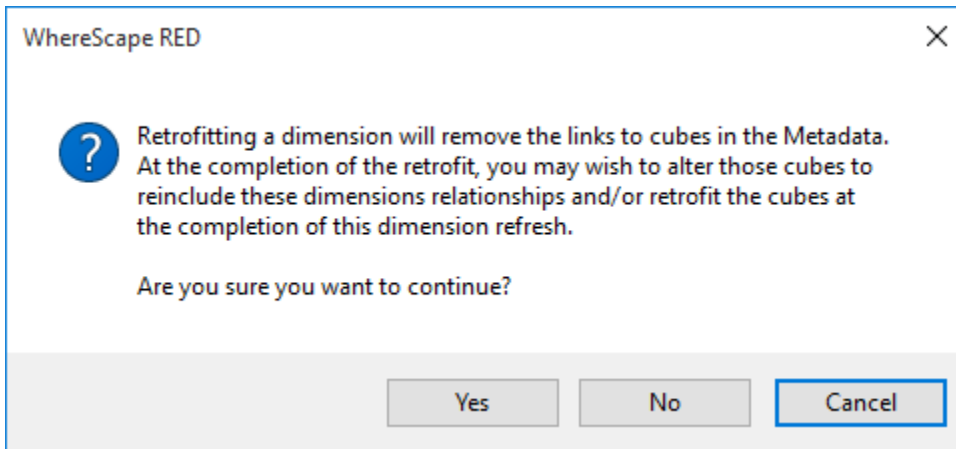 WhereScape RED
Retrofitting a dimension will remove the links to cubes in the Metadata.
At the completion of the retrofit, you may wish to alter those cubes to
reinclude these dimensions relationships and/or retrofit the cubes at
the completion of this dimension refresh.
Are you sure you want to continue?
Yes No Cancel